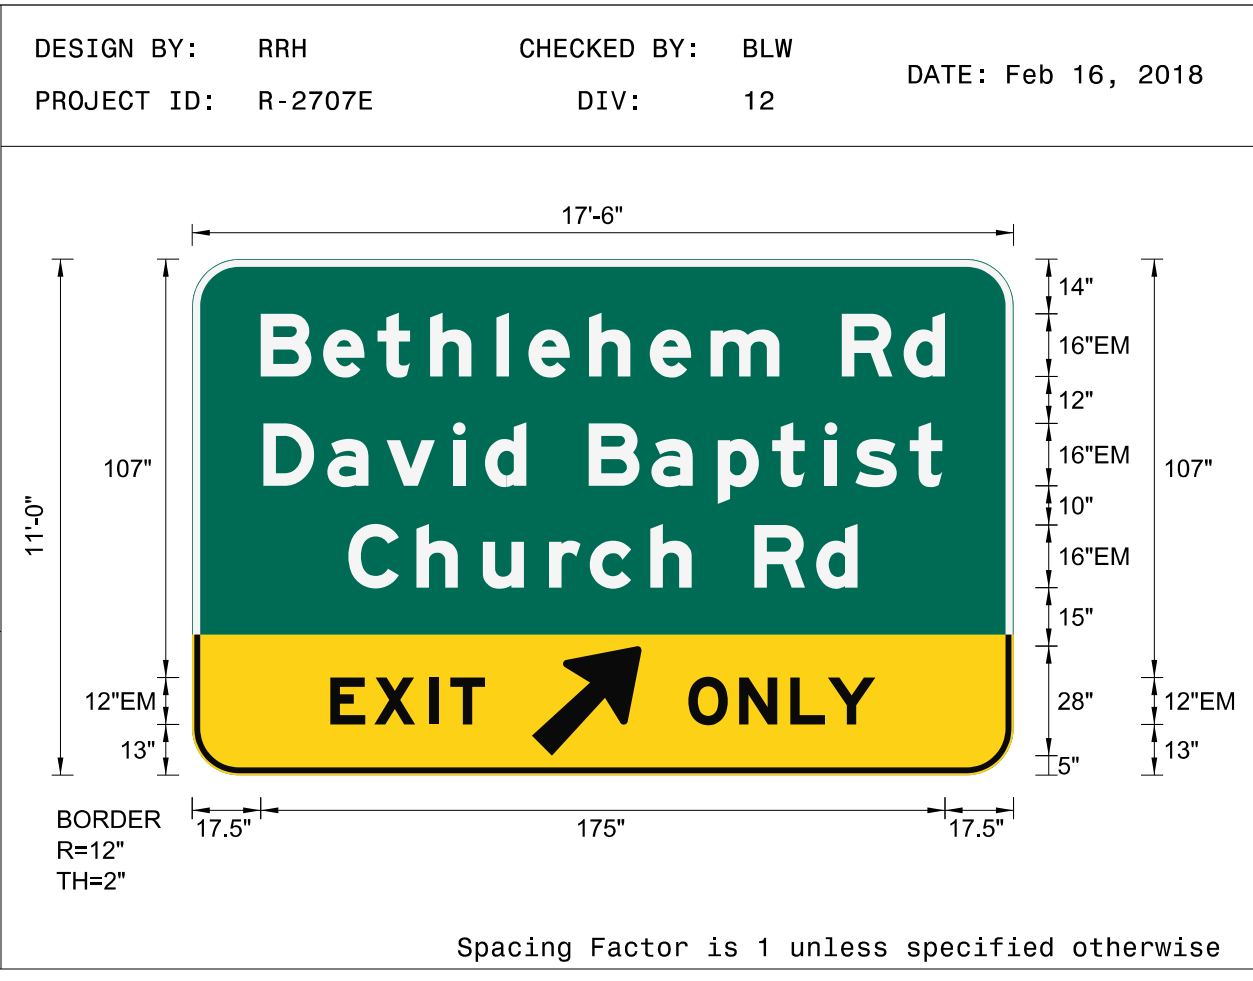 DESIGN BY: RRH CHECKED BY: BLW
DATE: Feb 16, 2018
PROJECT ID: R-2707E DIV: 12
17'-6"
14"
Bethlehem Rd
16"EM
12"
David Baptist
16"EM
107"
107"
10"
11'-0"
Church Rd
16"EM
15"
EXIT ONLY
12"EM
28"
12"EM
13"
13"
5"
17.5" 175" 17.5"
BORDER
R=12"
TH=2"
Spacing Factor is 1 unless specified otherwise